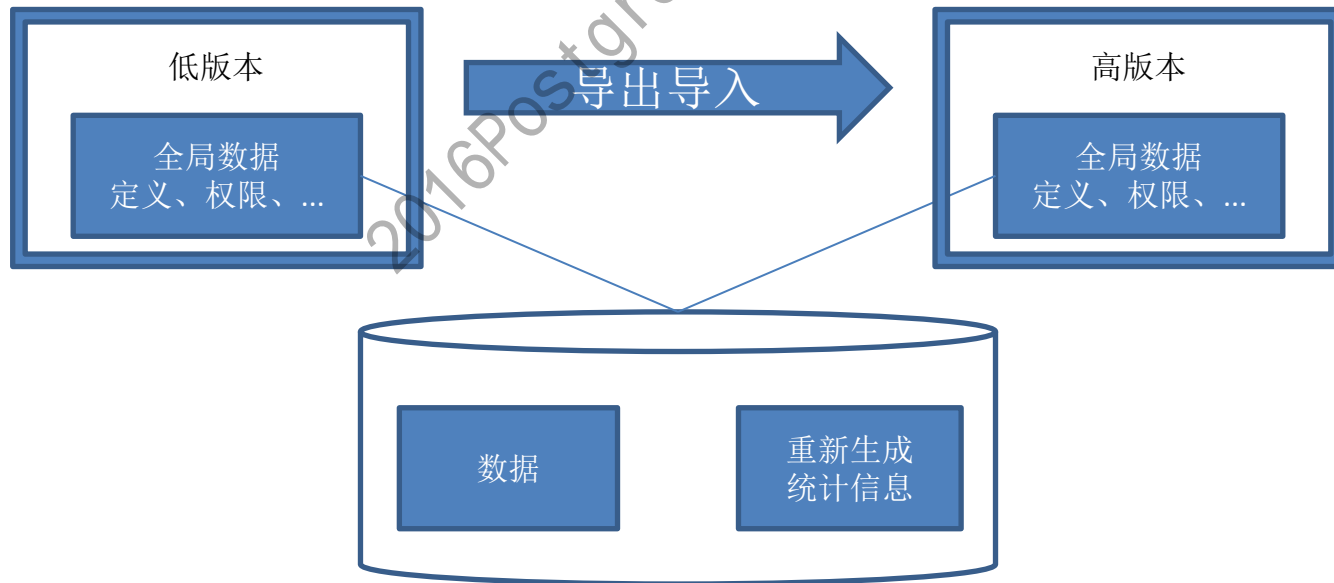 低版本
导出导入
高版本
全局数据
定义、权限、...
全局数据
定义、权限、...
2016Postgr
数据
重新生成
统计信息